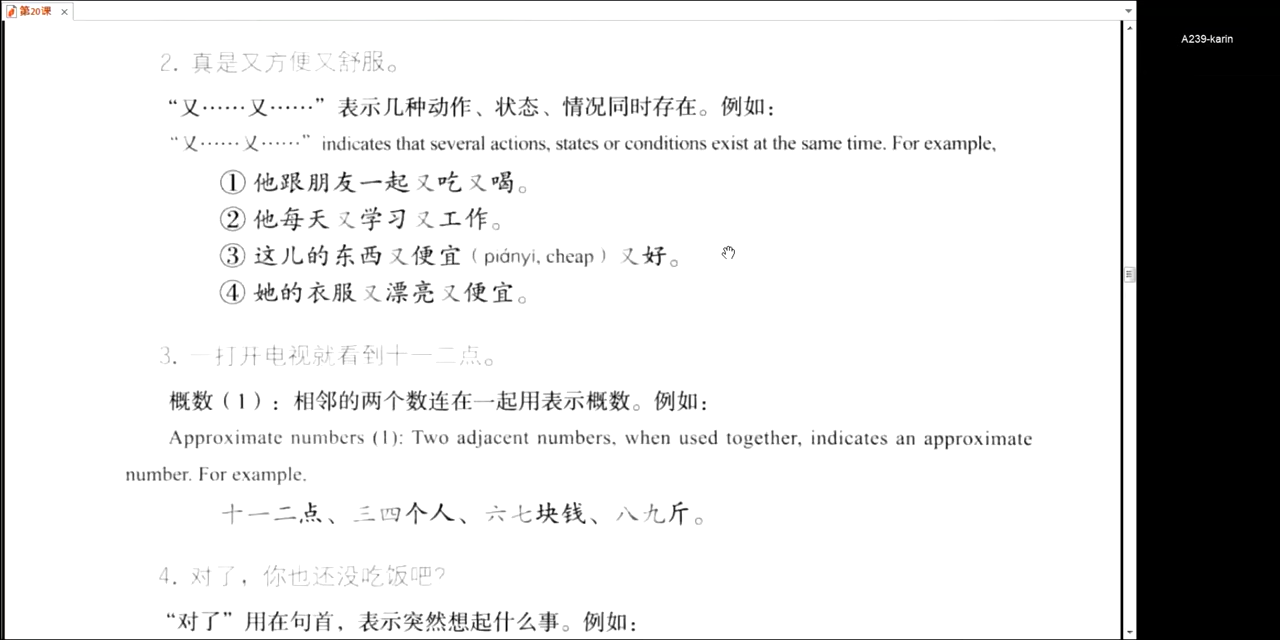 第20课
A239-karin
2. 真是又方便又舒服。
“又……又……”表示几种动作、状态、情况同时存在。例如：
“又……又……” indicates that several actions, states or conditions exist at the same time. For example,
① 他跟朋友一起又吃又喝。
② 他每天又学习又工作。
③ 这儿的东西又便宜（piányi, cheap）又好。
④ 她的衣服又漂亮又便宜。
3. 一打开电视就看到十一二点。
概数（1）：相邻的两个数连在一起用表示概数。例如：
Approximate numbers (1): Two adjacent numbers, when used together, indicates an approximate
number. For example.
十一二点、三四个人、六七块钱、八九斤。
4. 对了，你也还没吃饭吧？
“对了”用在句首，表示突然想起什么事。例如：